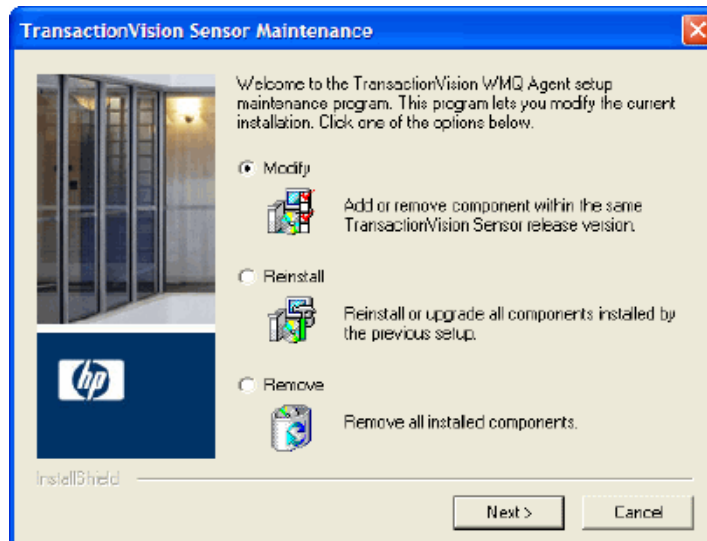 TransactionVision Sensor Maintenance
Welcome to the TransactionVision WMQ Agent setup
maintenance program. This program lets you modify the current
installation. Click one of the options below.
Modify
Add or remove component within the same
TransactionVision Sensor release version.
Reinstall
Reinstall or upgrade all components installed by
the previous setup.
hp
Remove
Remove all installed components.
InstallShield
Next >
Cancel